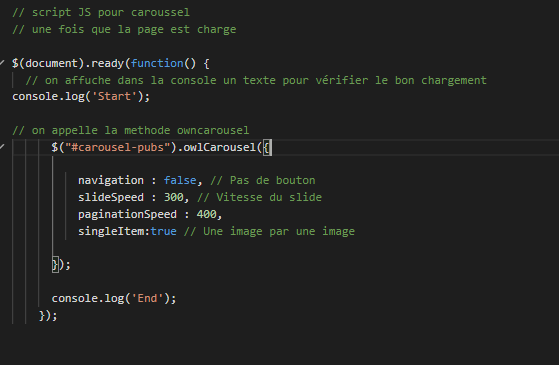 // script JS pour caroussel
// une fois que la page est charge
$(document).ready(function() {
// on affuche dans la console un texte pour vérifier le bon chargement
console.log('Start');
// on appelle la methode owncarousel
$("#carousel-pubs").owlCarousel({
navigation : false, // Pas de bouton
slideSpeed : 300, // Vitesse du slide
paginationSpeed : 400,
singleItem:true // Une image par une image
});
console.log('End');
});